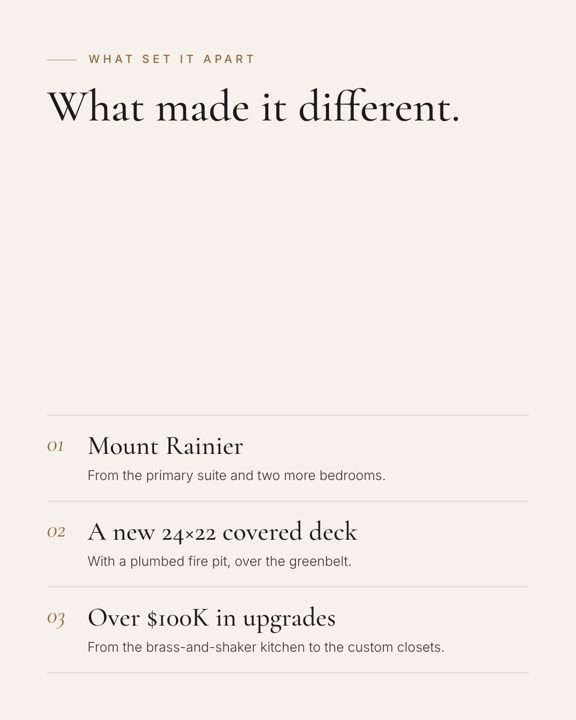 WHAT SET IT APART
What made it different.
01 Mount Rainier
From the primary suite and two more bedrooms.
02 A new 24×22 covered deck
With a plumbed fire pit, over the greenbelt.
03 Over $100K in upgrades
From the brass-and-shaker kitchen to the custom closets.